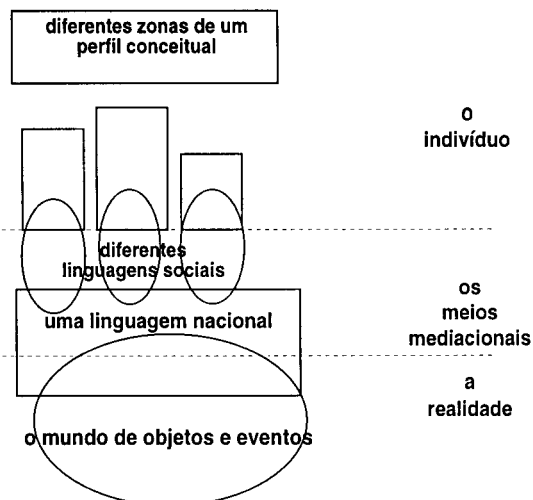 diferentes zonas de um
perfil conceitual
o
indivíduo
diferentes
linguagens sociais
os
meios
mediacionais
uma linguagem nacional
a
realidade
o mundo de objetos e eventos